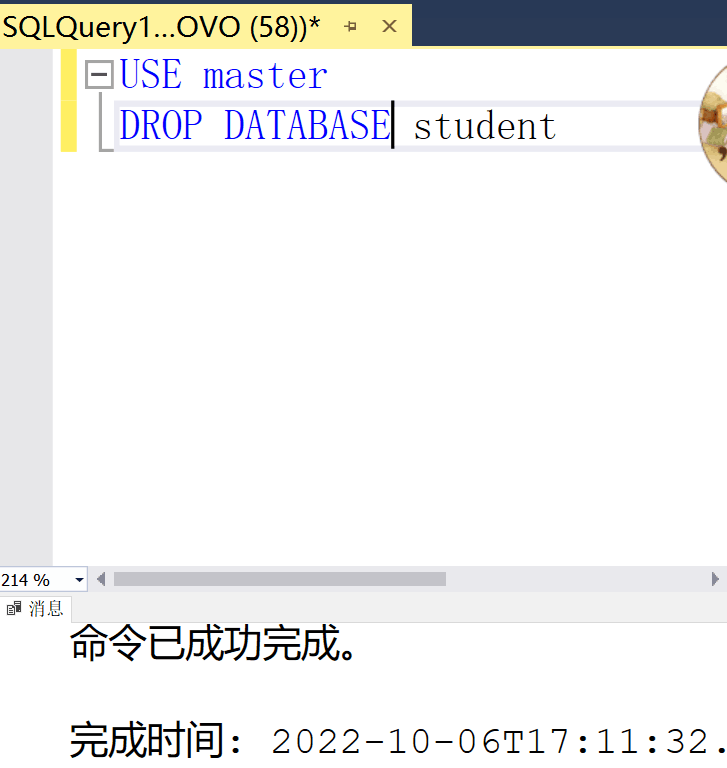 SQLQuery1...OVO (58))*
USE master
DROP DATABASE student
214 %
消息
命令已成功完成。
完成时间: 2022-10-06T17:11:32.